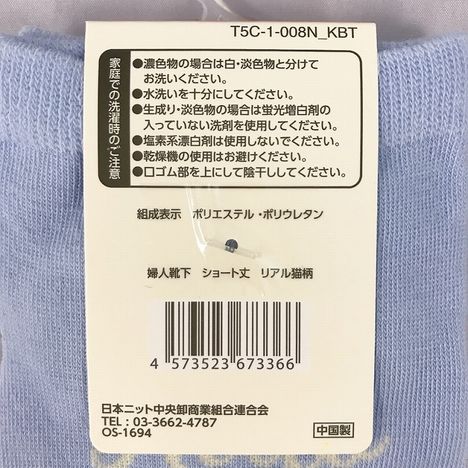 T5C-1-008N_KBT
家庭での洗濯時のご注意
●濃色物の場合は白・淡色物と分けて
お洗いください。
●水洗いを十分にしてください。
●生成り・淡色物の場合は蛍光増白剤の
入っていない洗剤を使用してください。
●塩素系漂白剤は使用しないでください。
●乾燥機の使用はお避けください。
●口ゴム部を上にして陰干ししてください。
組成表示 ポリエステル・ポリウレタン
婦人靴下 ショート丈 リアル猫柄
4 573523 673366
日本ニット中央卸商業組合連合会
TEL : 03-3662-4787
OS-1694
中国製